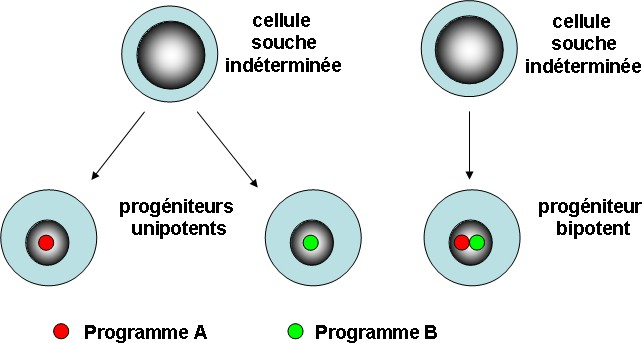 cellule
souche
indéterminée
cellule
souche
indéterminée
progéniteurs
unipotents
progéniteur
bipotent
Programme A
Programme B